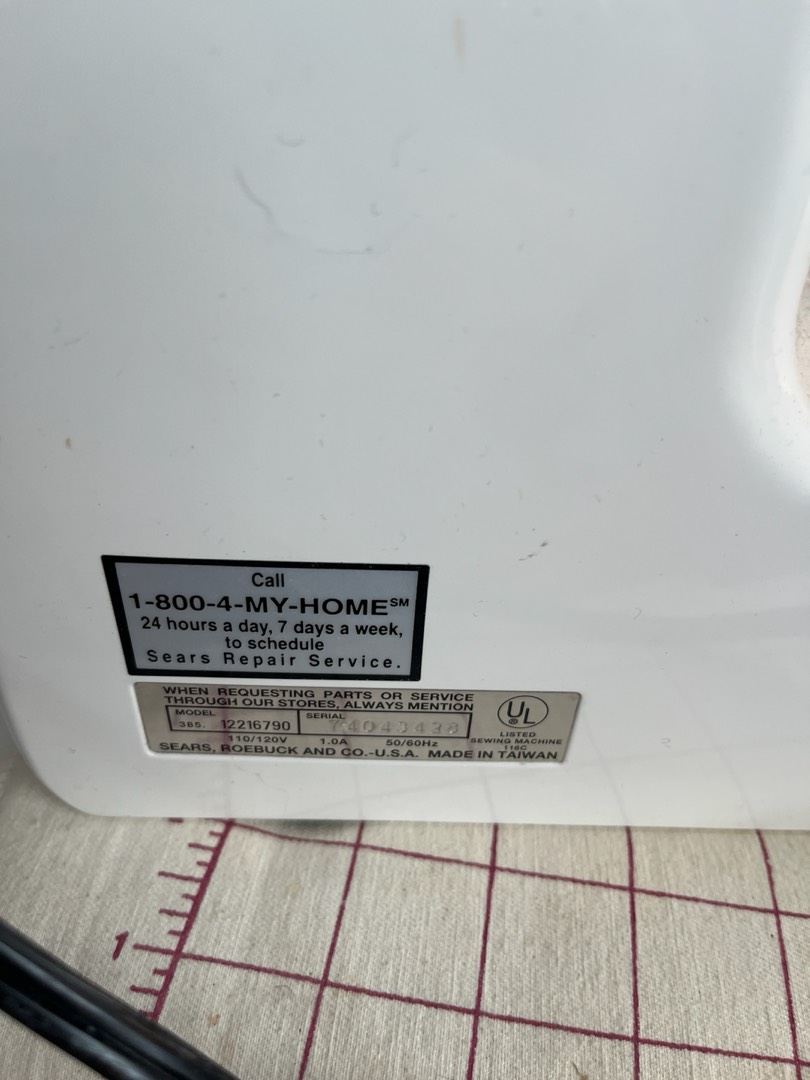 Call
1-800-4-MY-HOME℠
24 hours a day, 7 days a week,
to schedule
Sears Repair Service.
WHEN REQUESTING PARTS OR SERVICE
THROUGH OUR STORES, ALWAYS MENTION
MODEL
385. 12216790
SERIAL
110/120V 1.0A 50/60Hz
SEARS, ROEBUCK AND CO.-U.S.A. MADE IN TAIWAN
UL
®
LISTED
SEWING MACHINE
116C
1